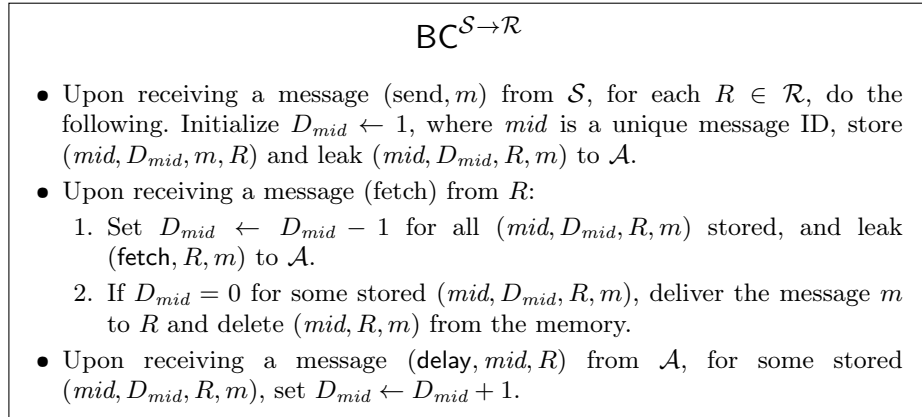 BC^{S→R}
• Upon receiving a message (send, m) from S, for each R ∈ R, do the
following. Initialize D_{mid} ← 1, where mid is a unique message ID, store
(mid, D_{mid}, m, R) and leak (mid, D_{mid}, R, m) to A.
• Upon receiving a message (fetch) from R:
1. Set D_{mid} ← D_{mid} − 1 for all (mid, D_{mid}, R, m) stored, and leak
(fetch, R, m) to A.
2. If D_{mid} = 0 for some stored (mid, D_{mid}, R, m), deliver the message m
to R and delete (mid, R, m) from the memory.
• Upon receiving a message (delay, mid, R) from A, for some stored
(mid, D_{mid}, R, m), set D_{mid} ← D_{mid} + 1.